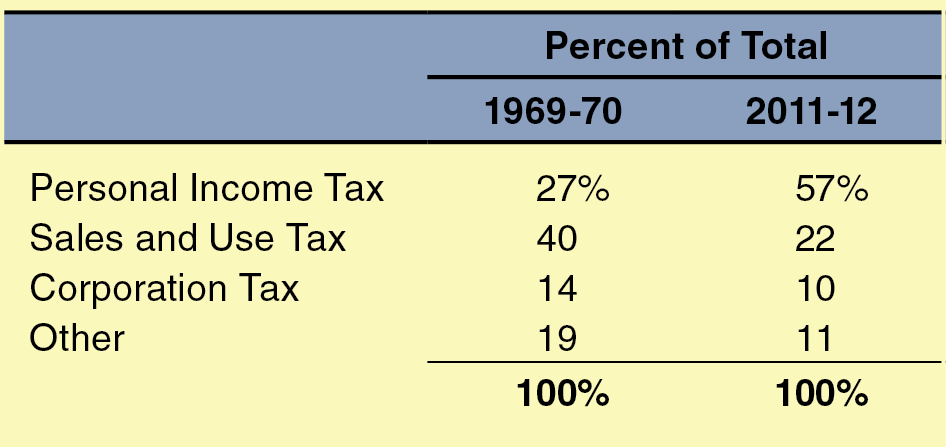 Percent of Total
1969-70 2011-12
Personal Income Tax 27% 57%
Sales and Use Tax 40 22
Corporation Tax 14 10
Other 19 11
100% 100%